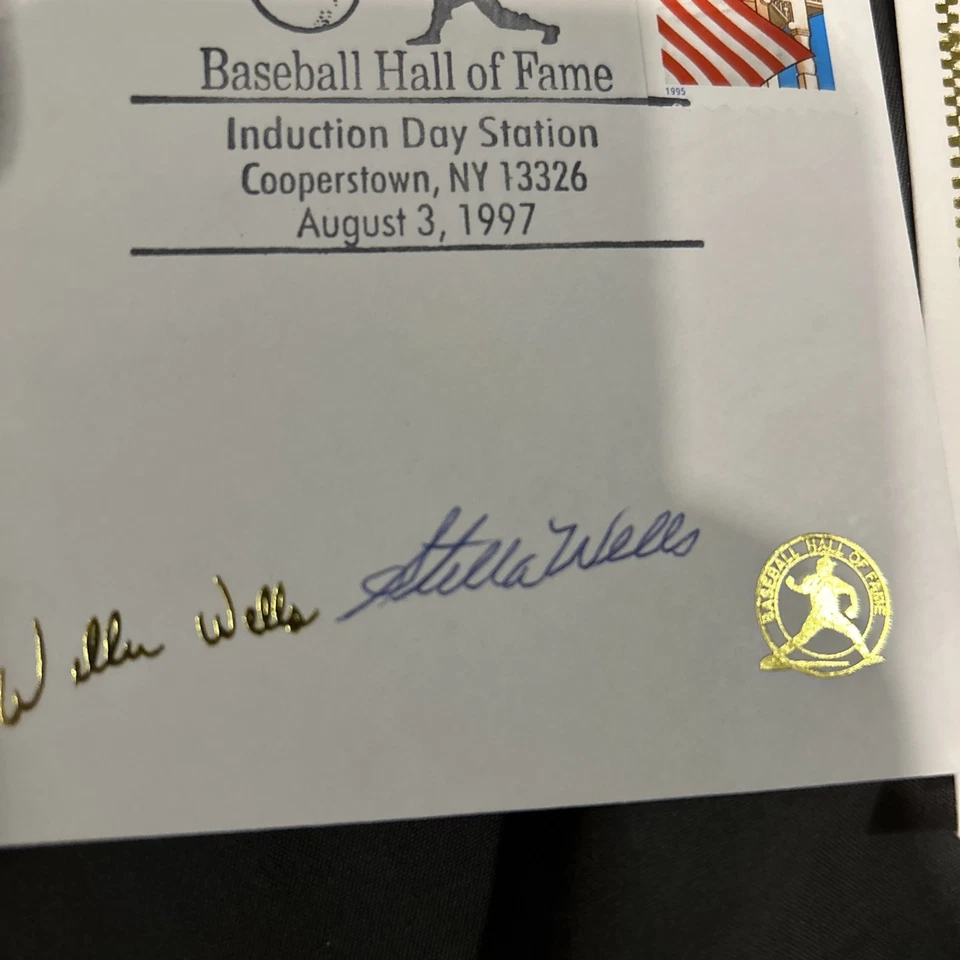 Baseball Hall of Fame
1995
Induction Day Station
Cooperstown, NY 13326
August 3, 1997
Stella Wells
Willie Wells
BASEBALL HALL OF FAME